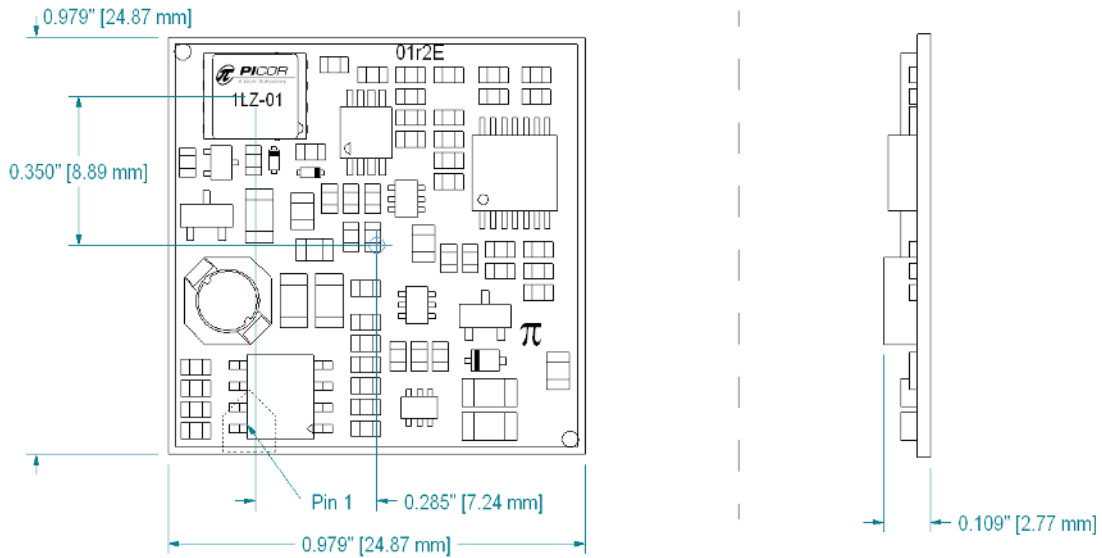 0.979" [24.87 mm]
01r2E
π PICOR
1LZ-01
0.350" [8.89 mm]
π
Pin 1
0.285" [7.24 mm]
0.109" [2.77 mm]
0.979" [24.87 mm]